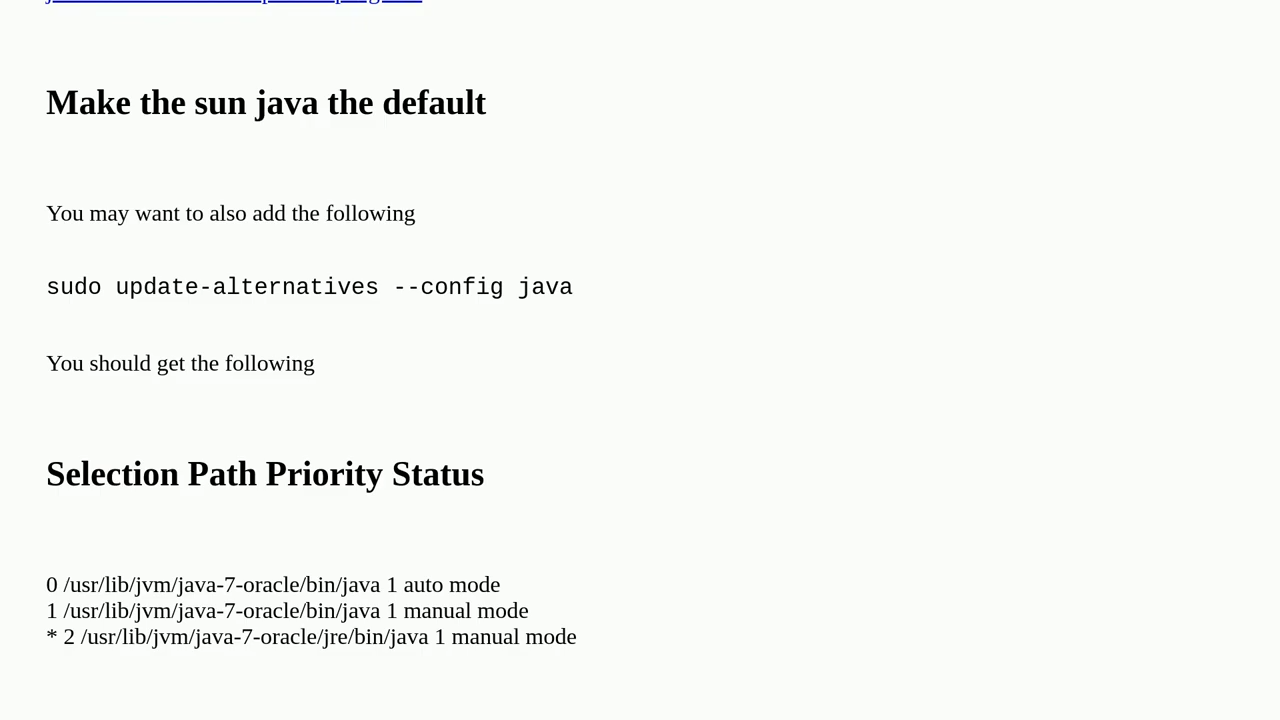 Make the sun java the default
You may want to also add the following
sudo update-alternatives --config java
You should get the following
Selection Path Priority Status
0 /usr/lib/jvm/java-7-oracle/bin/java 1 auto mode
1 /usr/lib/jvm/java-7-oracle/bin/java 1 manual mode
* 2 /usr/lib/jvm/java-7-oracle/jre/bin/java 1 manual mode